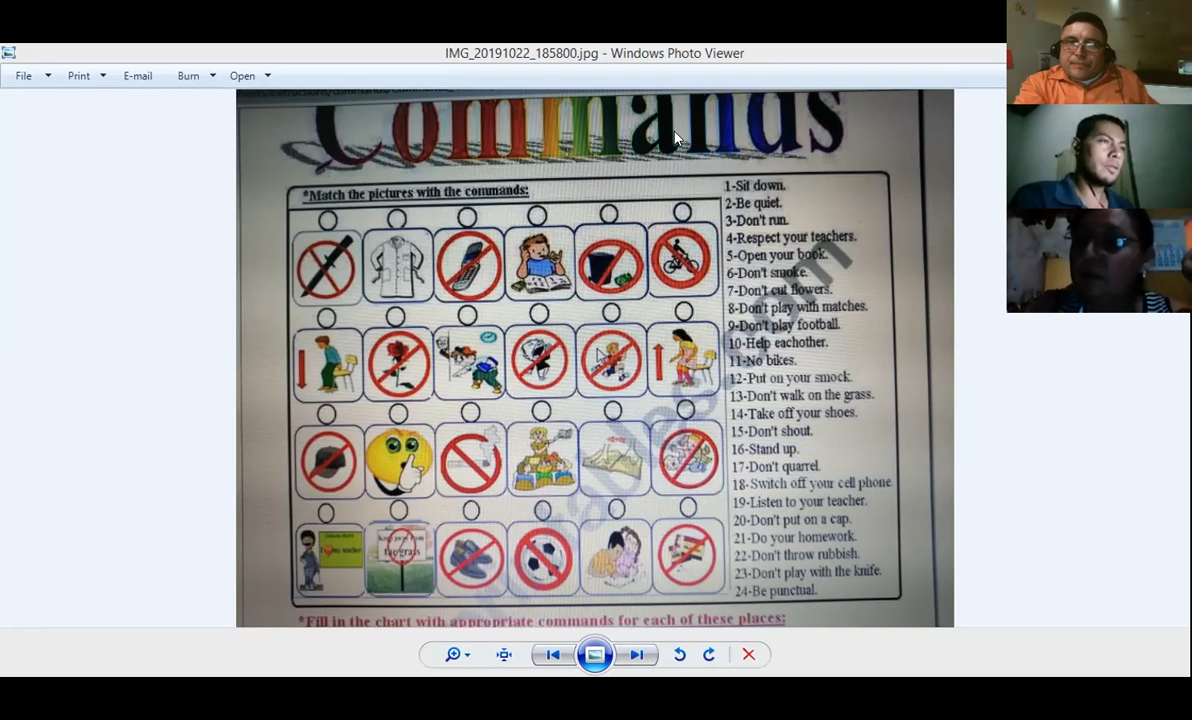 IMG_20191022_185800.jpg - Windows Photo Viewer
File Print E-mail Burn Open
Commands
*Match the pictures with the commands:
1-Sit down.
2-Be quiet.
3-Don't run.
4-Respect your teachers.
5-Open your book.
6-Don't smoke.
7-Don't cut flowers.
8-Don't play with matches.
9-Don't play football.
10-Help eachother.
11-No bikes.
12-Put on your smock.
13-Don't walk on the grass.
14-Take off your shoes.
15-Don't shout.
16-Stand up.
17-Don't quarrel.
18-Switch off your cell phone
19-Listen to your teacher.
20-Don't put on a cap.
21-Do your homework.
22-Don't throw rubbish.
23-Don't play with the knife.
24-Be punctual.
the grass
*Fill in the chart with appropriate commands for each of these places: